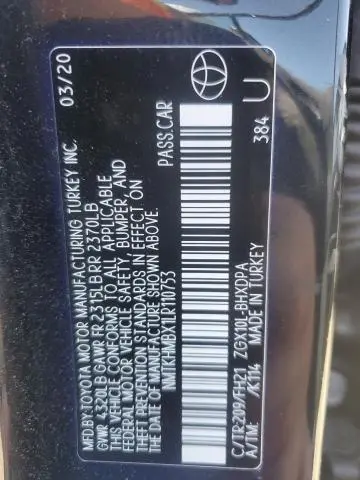 MFD.BY:TOYOTA MOTOR MANUFACTURING TURKEY INC. 03/20
GVWR 4320LB GAWR FR 2315LB RR 2370LB
THIS VEHICLE CONFORMS TO ALL APPLICABLE
FEDERAL MOTOR VEHICLE SAFETY, BUMPER, AND
THEFT PREVENTION STANDARDS IN EFFECT ON
THE DATE OF MANUFACTURE SHOWN ABOVE.
NMTKHMBX1LR110753 PASS.CAR
C/TR:209/FH21 ZGX10L-BHXDPA
A/TM: /K114
MADE IN TURKEY 384 U